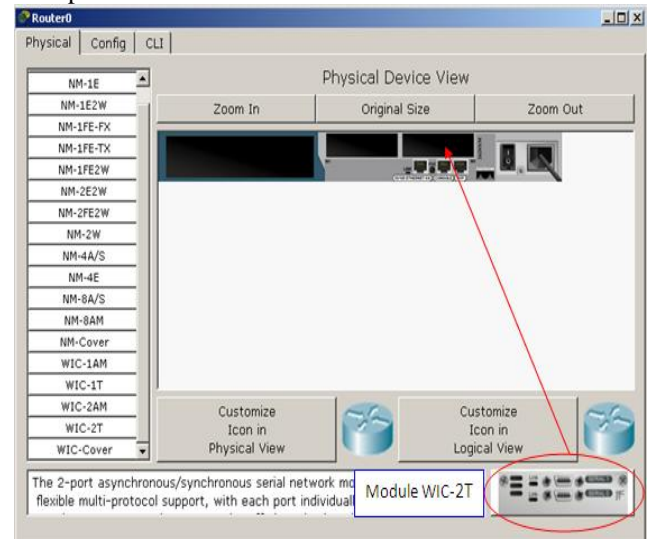 Router0
Physical
Config
CLI
NM-1E
NM-1E2W
NM-1FE-FX
NM-1FE-TX
NM-1FE2W
NM-2E2W
NM-2FE2W
NM-2W
NM-4A/S
NM-4E
NM-8A/S
NM-8AM
NM-Cover
WIC-1AM
WIC-1T
WIC-2AM
WIC-2T
WIC-Cover
Physical Device View
Zoom In
Original Size
Zoom Out
Customize
Icon in
Physical View
Customize
Icon in
Logical View
The 2-port asynchronous/synchronous serial network mo
flexible multi-protocol support, with each port individuall
Module WIC-2T